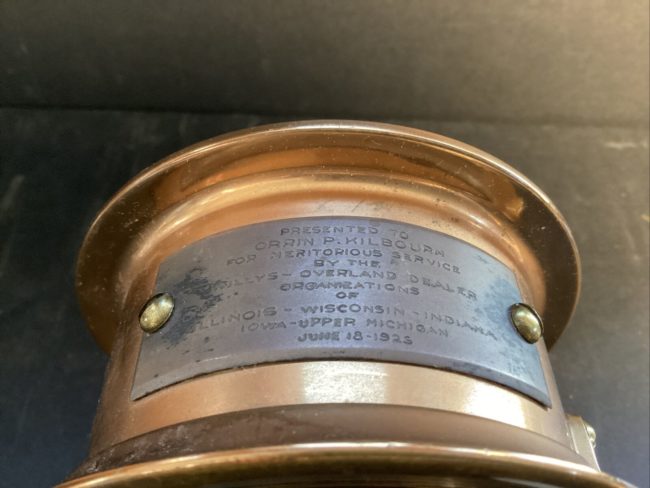 PRESENTED TO
ORRIN P. KILBOURN
FOR MERITORIOUS SERVICE
BY THE
WILLYS - OVERLAND DEALER
ORGANIZATIONS
OF
ILLINOIS - WISCONSIN - INDIANA
IOWA - UPPER MICHIGAN
JUNE 18 - 1923